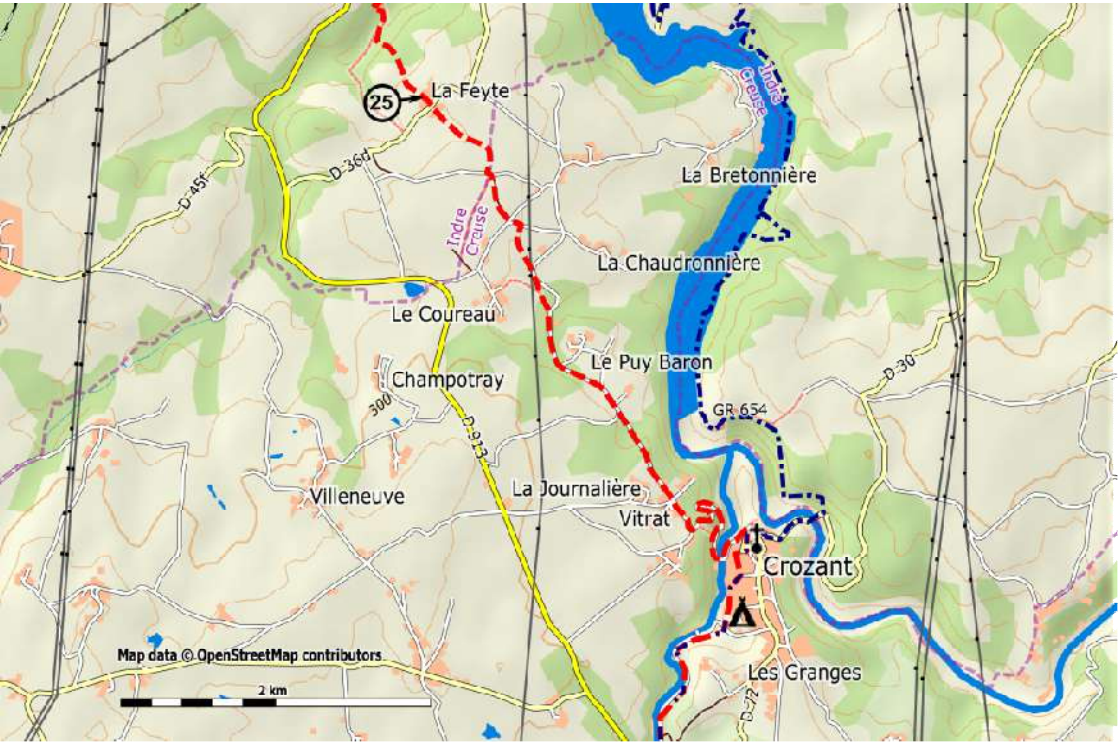 La Feyte
25
Indre
Creuse
D-36d
La Bretonnière
D-45f
Indre
Creuse
La Chaudronnière
Le Coureau
Le Puy Baron
D-30
Champotray
300
GR 654
D-913
La Journalière
Villeneuve
Vitrat
Crozant
Map data © OpenStreetMap contributors
Les Granges
2 km
D-72